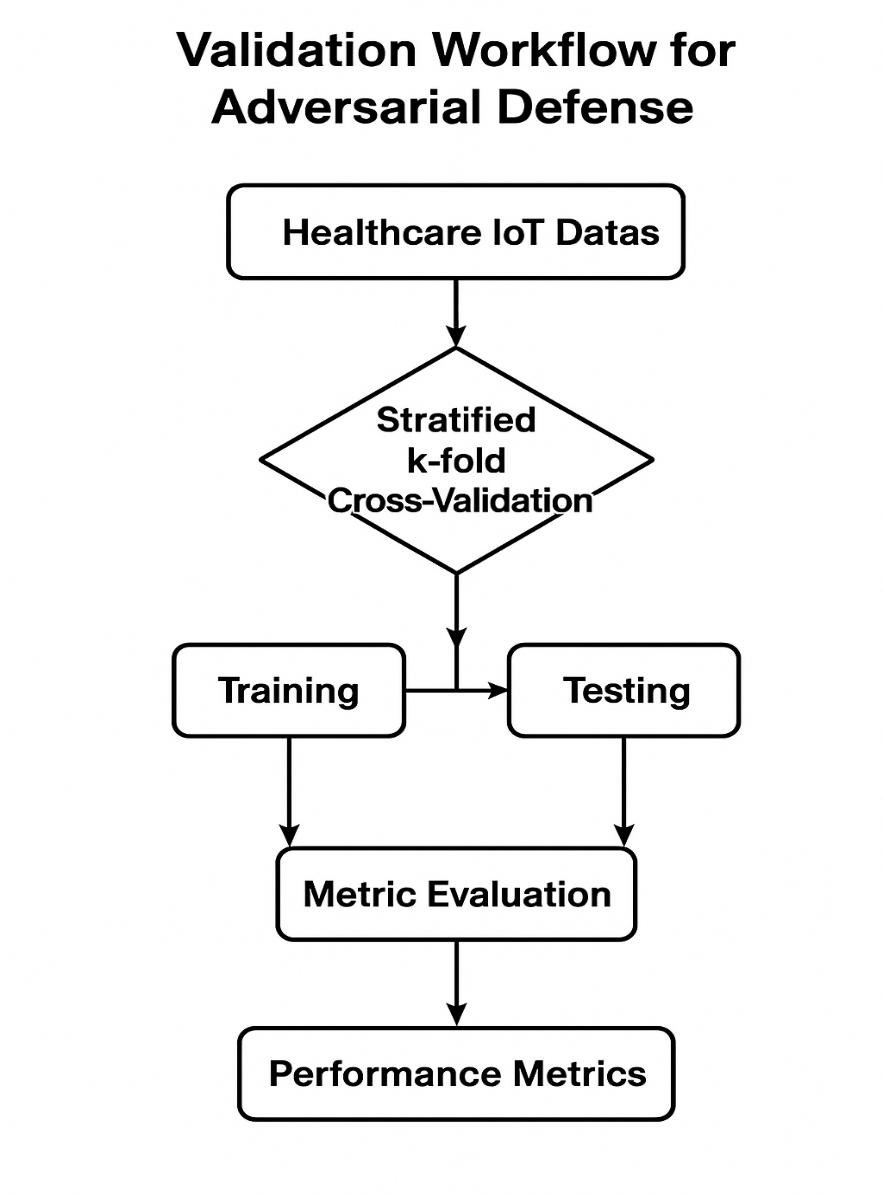 Validation Workflow for
Adversarial Defense
Healthcare IoT Datas
Stratified
k-fold
Cross-Validation
Training
Testing
Metric Evaluation
Performance Metrics